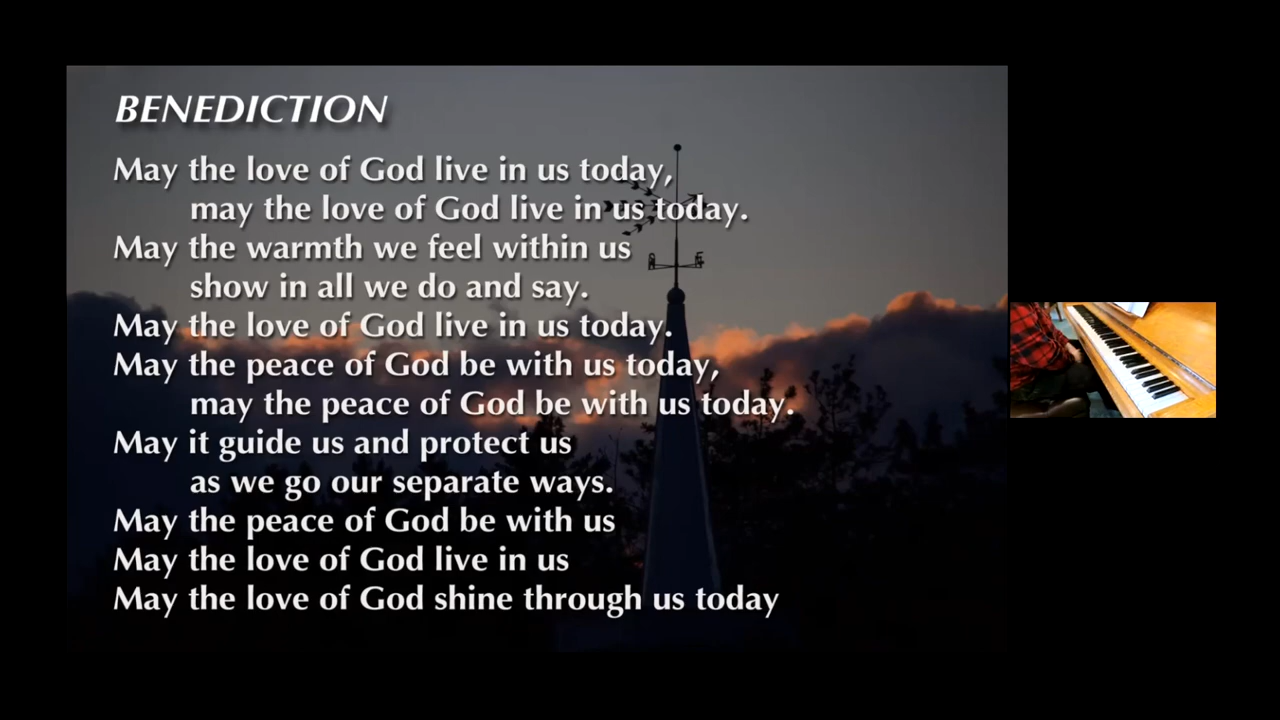 BENEDICTION
May the love of God live in us today,
may the love of God live in us today.
May the warmth we feel within us
show in all we do and say.
May the love of God live in us today.
May the peace of God be with us today,
may the peace of God be with us today.
May it guide us and protect us
as we go our separate ways.
May the peace of God be with us
May the love of God live in us
May the love of God shine through us today